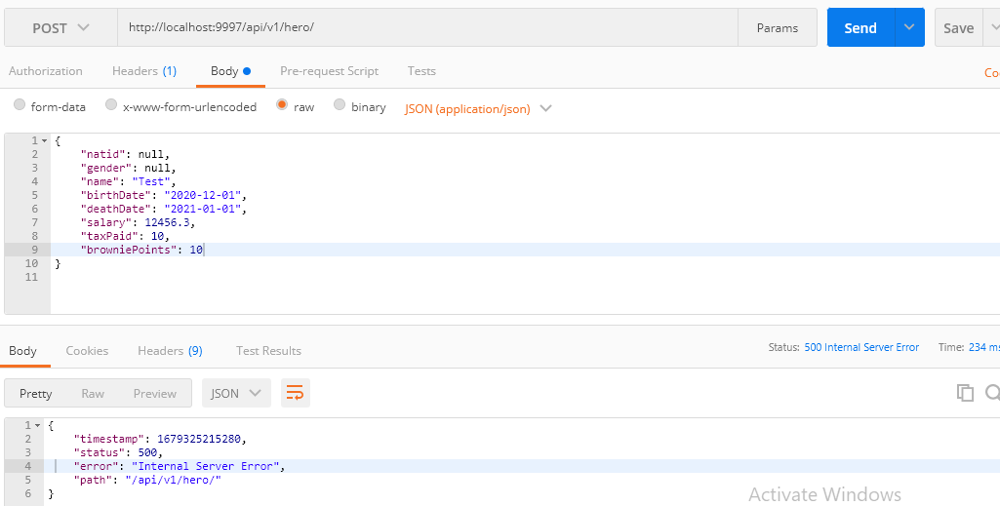 POST http://localhost:9997/api/v1/hero/ Params Send Save
Authorization Headers (1) Body Pre-request Script Tests
form-data x-www-form-urlencoded raw binary JSON (application/json)
1 {
2 "natid": null,
3 "gender": null,
4 "name": "Test",
5 "birthDate": "2020-12-01",
6 "deathDate": "2021-01-01",
7 "salary": 12456.3,
8 "taxPaid": 10,
9 "browniePoints": 10
10 }
11
Body Cookies Headers (9) Test Results Status: 500 Internal Server Error Time: 234 ms
Pretty Raw Preview JSON
1 {
2 "timestamp": 1679325215280,
3 "status": 500,
4 "error": "Internal Server Error",
5 "path": "/api/v1/hero/"
6 }
Activate Windows